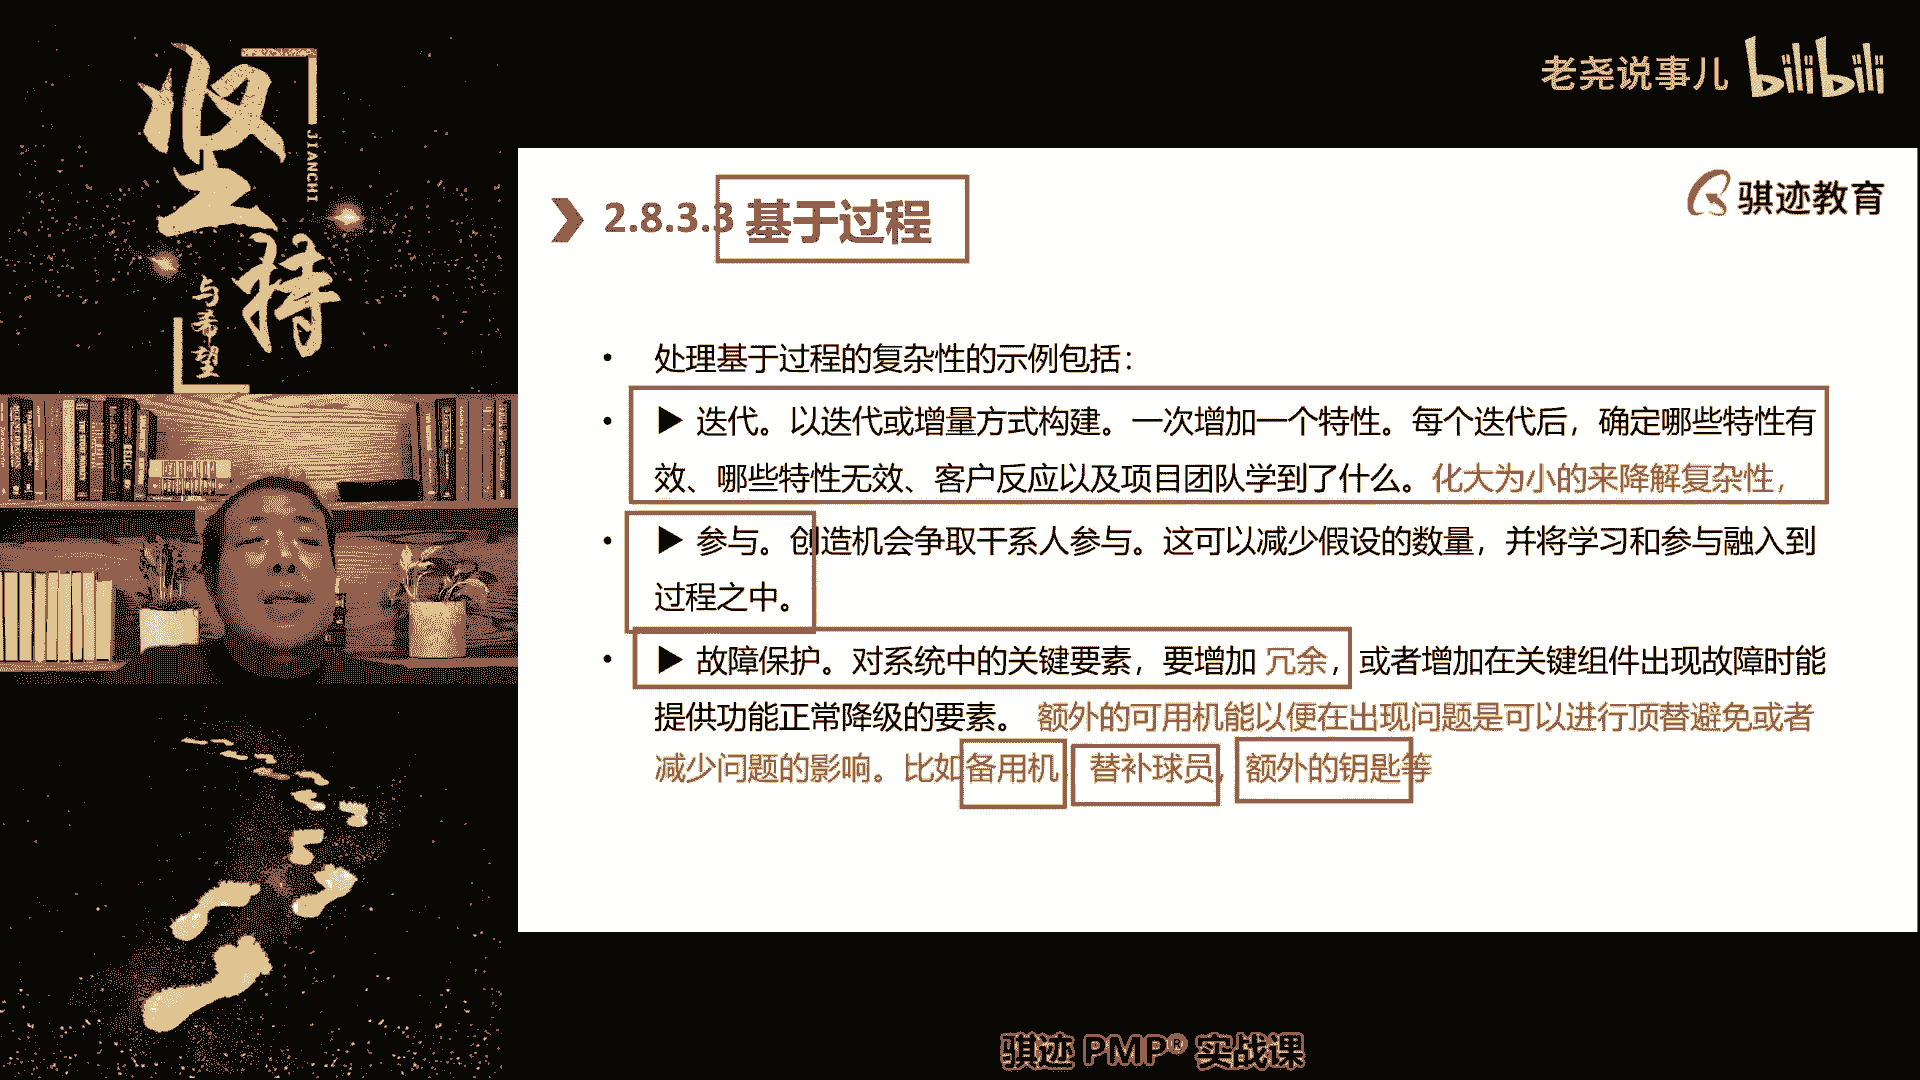 坚
持
JIANCHI
与希望
老尧说事儿 bilibili
骐迹教育
2.8.3.3 基于过程
• 处理基于过程的复杂性的示例包括：
• ▶ 迭代。以迭代或增量方式构建。一次增加一个特性。每个迭代后，确定哪些特性有
效、哪些特性无效、客户反应以及项目团队学到了什么。化大为小的来降解复杂性，
• ▶ 参与。创造机会争取干系人参与。这可以减少假设的数量，并将学习和参与融入到
过程之中。
• ▶ 故障保护。对系统中的关键要素，要增加 冗余，或者增加在关键组件出现故障时能
提供功能正常降级的要素。 额外的可用机能以便在出现问题是可以进行顶替避免或者
减少问题的影响。比如备用机，替补球员，额外的钥匙等
骐迹 PMP® 实战课